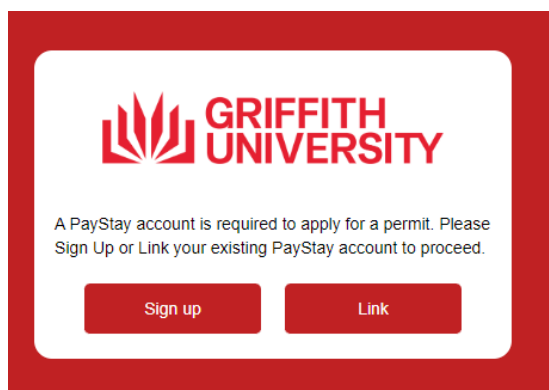 GRIFFITH
UNIVERSITY
A PayStay account is required to apply for a permit. Please
Sign Up or Link your existing PayStay account to proceed.
Sign up
Link